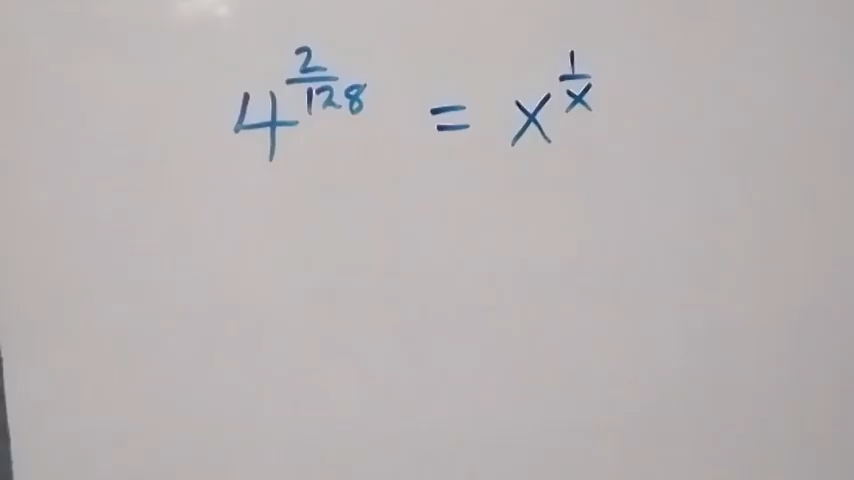 4^(2/128) = x^(1/x)